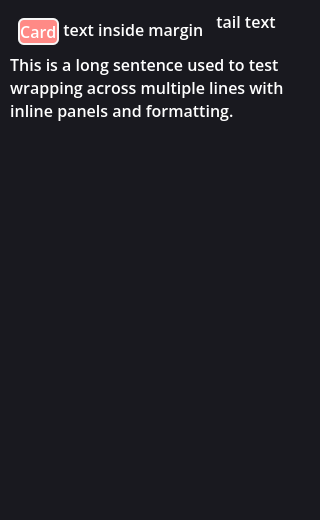 Card text inside margin tail text
This is a long sentence used to test
wrapping across multiple lines with
inline panels and formatting.